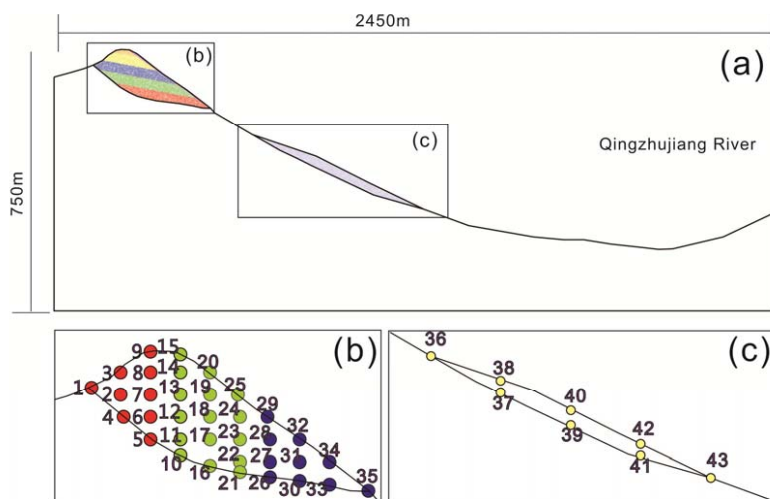 2450m
(b)
(a)
(c)
Qingzhujiang River
750m
(b)
9 15
3 8 14 20
1 2 7 13 19 25
4 6 12 18 24 29
5 11 17 23 28 32
10 16 22 27 31 34
21 26 30 33 35
(c)
36
38
37
40
39
42
41
43